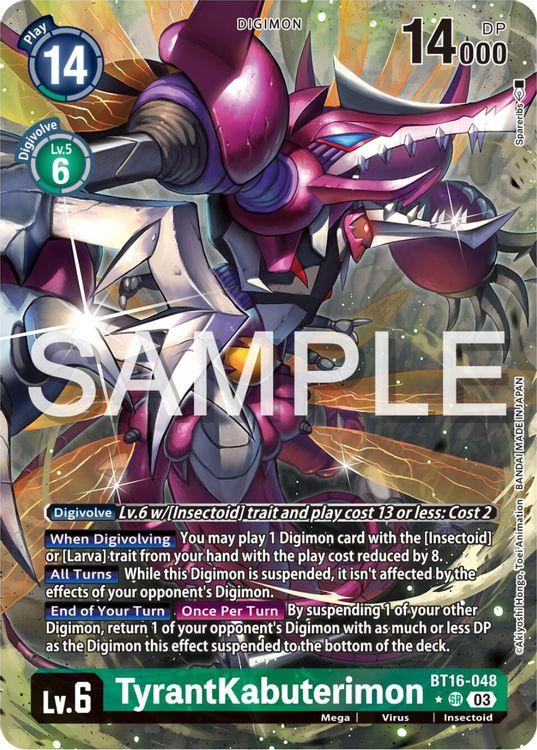 DIGIMON
Play
14
DP
14000
Digivolve
Lv.5
6
Spareribs
SAMPLE
Digivolve Lv.6 w/[Insectoid] trait and play cost 13 or less: Cost 2
When Digivolving You may play 1 Digimon card with the [Insectoid]
or [Larva] trait from your hand with the play cost reduced by 8.
All Turns While this Digimon is suspended, it isn't affected by the
effects of your opponent's Digimon.
End of Your Turn Once Per Turn By suspending 1 of your other
Digimon, return 1 of your opponent's Digimon with as much or less DP
as the Digimon this effect suspended to the bottom of the deck.
©Akiyoshi Hongo, Toei Animation BANDAI MADE IN JAPAN
Lv.6
TyrantKabuterimon
BT16-048
SR 03
Mega | Virus | Insectoid